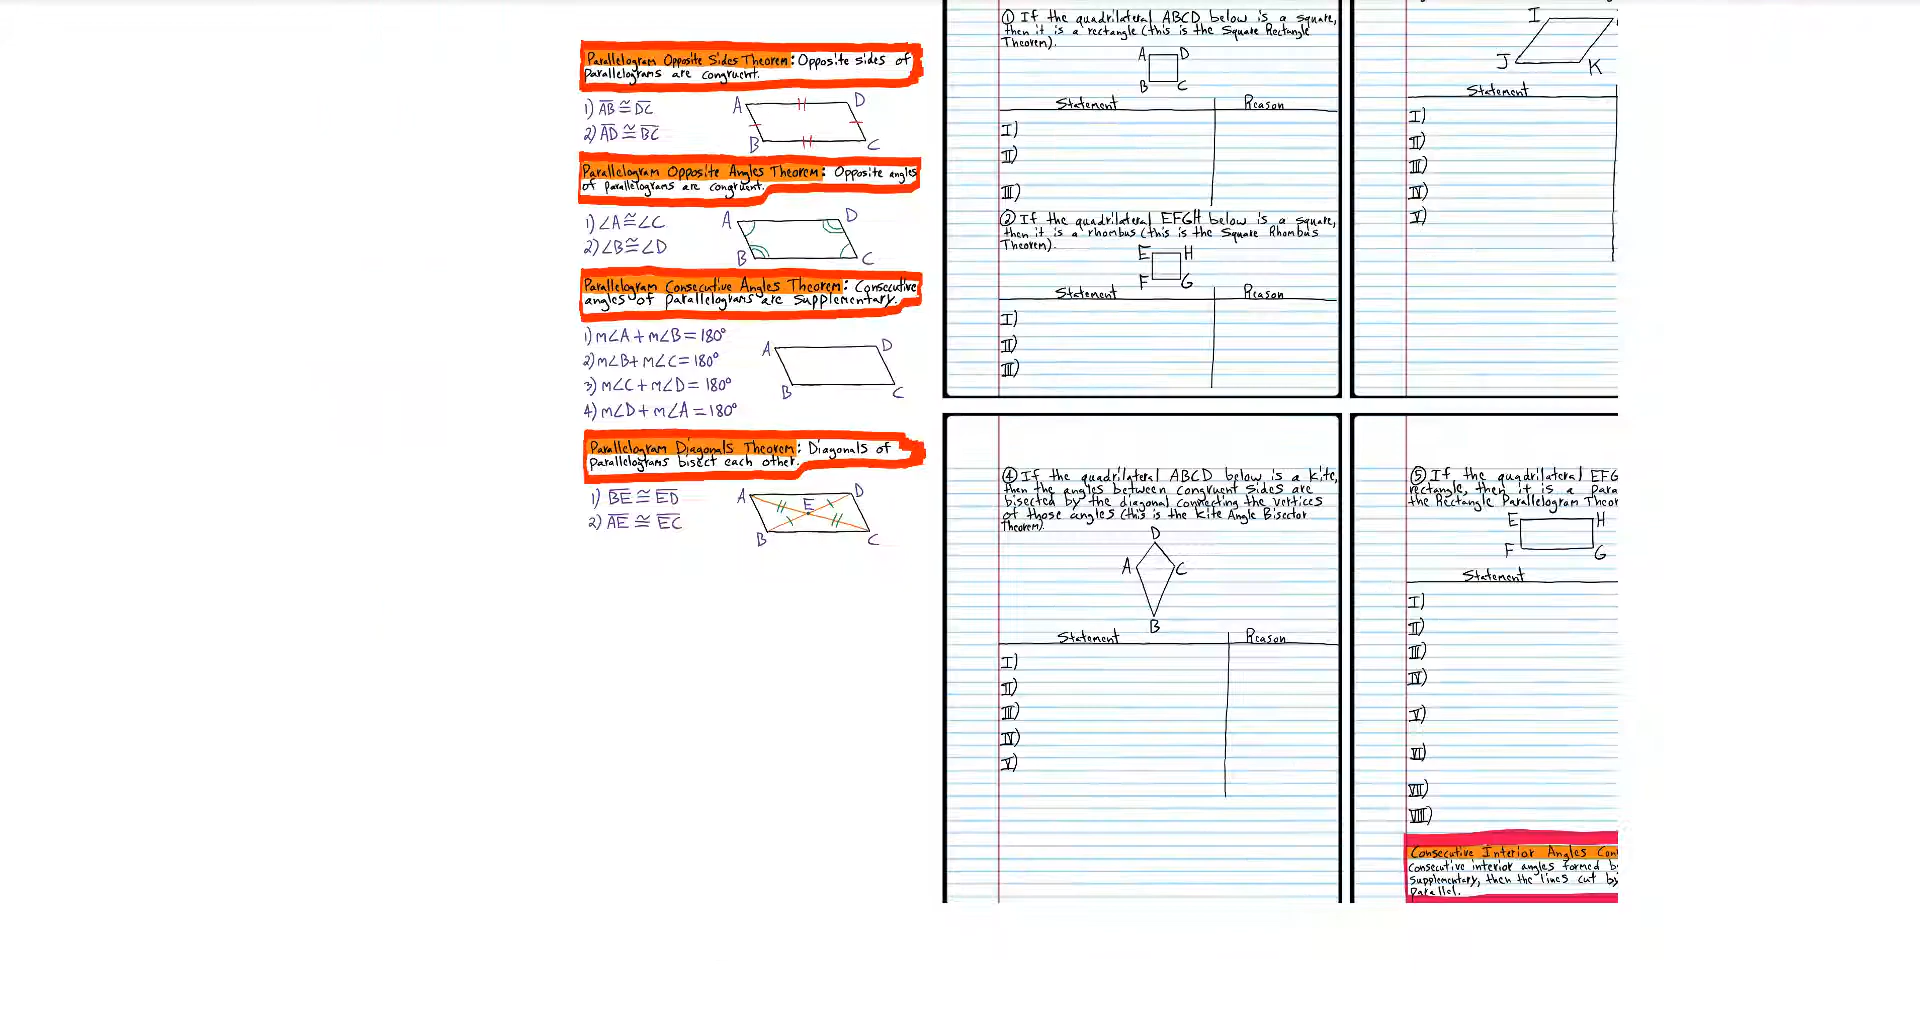 Parallelogram Opposite Sides Theorem: Opposite sides of
parallelograms are congruent.
1) AB ≅ DC
2) AD ≅ BC
A
D
B
C
Parallelogram Opposite Angles Theorem: Opposite angles
of parallelograms are congruent.
1) ∠A ≅ ∠C
2) ∠B ≅ ∠D
A
D
B
C
Parallelogram Consecutive Angles Theorem: Consecutive
angles of parallelograms are supplementary.
1) m∠A + m∠B = 180°
2) m∠B + m∠C = 180°
3) m∠C + m∠D = 180°
4) m∠D + m∠A = 180°
A
D
B
C
Parallelogram Diagonals Theorem: Diagonals of
parallelograms bisect each other.
1) BE ≅ ED
2) AE ≅ EC
A
D
E
B
C
① If the quadrilateral ABCD below is a square,
then it is a rectangle (this is the Square Rectangle
Theorem).
A D
B C
Statement Reason
I)
II)
III)
② If the quadrilateral EFGH below is a square,
then it is a rhombus (this is the Square Rhombus
Theorem).
E H
F G
Statement Reason
I)
II)
III)
I
J K
Statement
I)
II)
III)
IV)
V)
④ If the quadrilateral ABCD below is a kite,
then the angles between congruent sides are
bisected by the diagonal connecting the vertices
of those angles (this is the Kite Angle Bisector
Theorem).
D
A C
B
Statement Reason
I)
II)
III)
IV)
V)
⑤ If the quadrilateral EFG
rectangle, then it is a para
the Rectangle Parallelogram Theor
E H
F G
Statement
I)
II)
III)
IV)
V)
VI)
VII)
VIII)
Consecutive Interior Angles Con
consecutive interior angles formed b
supplementary, then the lines cut by
parallel.